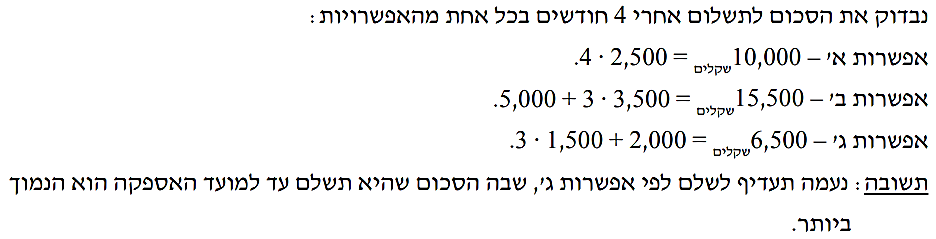 נבדוק את הסכום לתשלום אחרי 4 חודשים בכל אחת מהאפשרויות:
אפשרות א׳ – 4 · 2,500 = 10,000 שקלים.
אפשרות ב׳ – 5,000 + 3 · 3,500 = 15,500 שקלים.
אפשרות ג׳ – 3 · 1,500 + 2,000 = 6,500 שקלים.
תשובה: נעמה תעדיף לשלם לפי אפשרות ג׳, שבה הסכום שהיא תשלם עד למועד האספקה הוא הנמוך
ביותר.